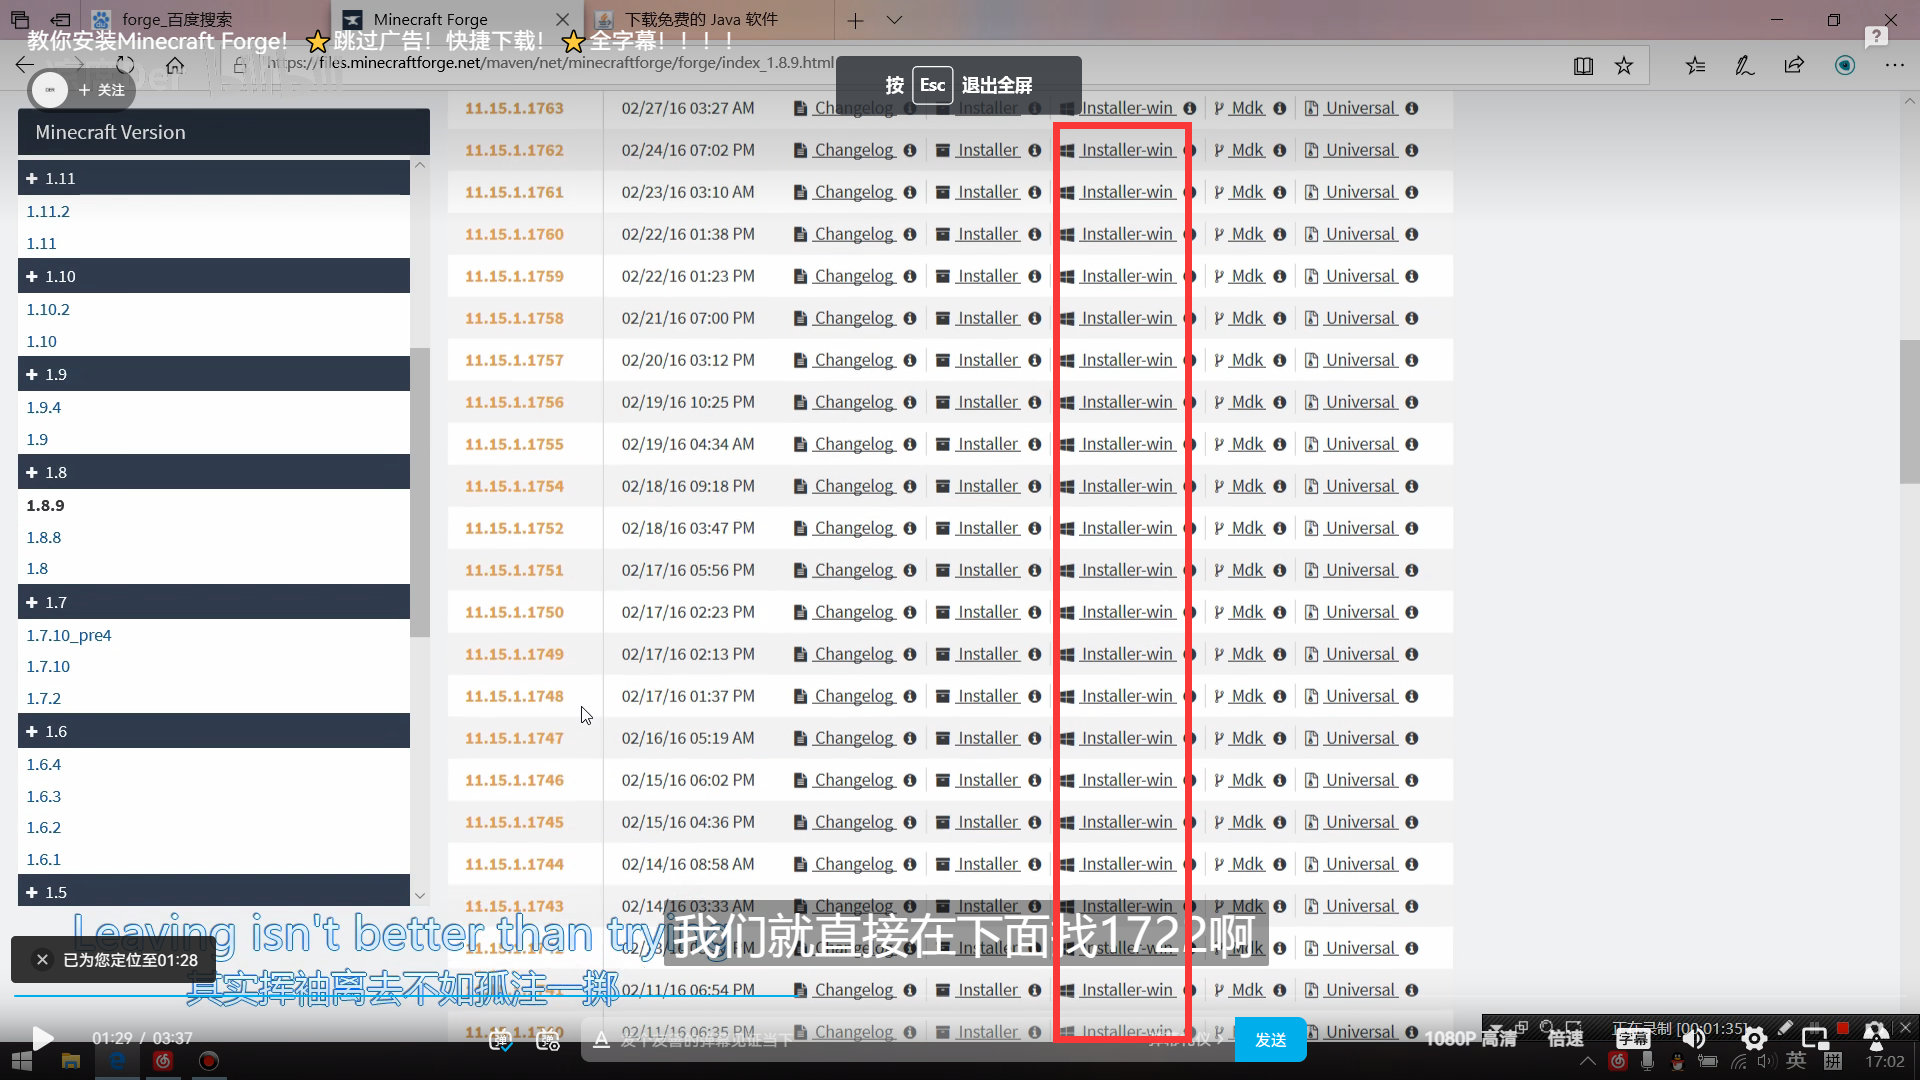 forge_百度搜索
Minecraft Forge
下载免费的 Java 软件
教你安装Minecraft Forge! ⭐跳过广告! 快捷下载! ⭐全字幕! ! ! !
https://files.minecraftforge.net/maven/net/minecraftforge/forge/index_1.8.9.html
+ 关注
按 Esc 退出全屏
Minecraft Version
1.11
1.11.2
1.11
1.10
1.10.2
1.10
1.9
1.9.4
1.9
1.8
1.8.9
1.8.8
1.8
1.7
1.7.10_pre4
1.7.10
1.7.2
1.6
1.6.4
1.6.3
1.6.2
1.6.1
1.5
11.15.1.1763 02/27/16 03:27 AM Changelog Installer Installer-win Mdk Universal
11.15.1.1762 02/24/16 07:02 PM Changelog Installer Installer-win Mdk Universal
11.15.1.1761 02/23/16 03:10 AM Changelog Installer Installer-win Mdk Universal
11.15.1.1760 02/22/16 01:38 PM Changelog Installer Installer-win Mdk Universal
11.15.1.1759 02/22/16 01:23 PM Changelog Installer Installer-win Mdk Universal
11.15.1.1758 02/21/16 07:00 PM Changelog Installer Installer-win Mdk Universal
11.15.1.1757 02/20/16 03:12 PM Changelog Installer Installer-win Mdk Universal
11.15.1.1756 02/19/16 10:25 PM Changelog Installer Installer-win Mdk Universal
11.15.1.1755 02/19/16 04:34 AM Changelog Installer Installer-win Mdk Universal
11.15.1.1754 02/18/16 09:18 PM Changelog Installer Installer-win Mdk Universal
11.15.1.1752 02/18/16 03:47 PM Changelog Installer Installer-win Mdk Universal
11.15.1.1751 02/17/16 05:56 PM Changelog Installer Installer-win Mdk Universal
11.15.1.1750 02/17/16 02:23 PM Changelog Installer Installer-win Mdk Universal
11.15.1.1749 02/17/16 02:13 PM Changelog Installer Installer-win Mdk Universal
11.15.1.1748 02/17/16 01:37 PM Changelog Installer Installer-win Mdk Universal
11.15.1.1747 02/16/16 05:19 AM Changelog Installer Installer-win Mdk Universal
11.15.1.1746 02/15/16 06:02 PM Changelog Installer Installer-win Mdk Universal
11.15.1.1745 02/15/16 04:36 PM Changelog Installer Installer-win Mdk Universal
11.15.1.1744 02/14/16 08:58 AM Changelog Installer Installer-win Mdk Universal
11.15.1.1743 02/14/16 03:33 AM Changelog Installer Installer-win Mdk Universal
Mdk Universal
02/11/16 06:54 PM Changelog Installer Installer-win Mdk Universal
02/11/16 06:35 PM Changelog Installer Installer-win Mdk Universal
Leaving isn't better than
我们就直接在下面找1722啊
已为您定位至01:28
其实挥袖离去不如孤注一掷
01:29 / 03:37
发个友善的弹幕见证当下
弹幕礼仪 >
发送
1080P 高清
倍速
字幕
正在录制 [00:01:35]
英
拼
17:02